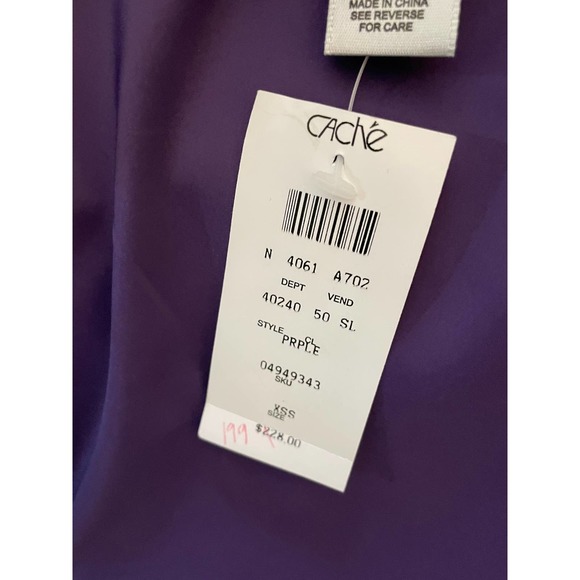 MADE IN CHINA
SEE REVERSE
FOR CARE
caché
N 4061 A702
DEPT VEND
40240 50 SL
STYLE CL
PRPLE
04949343
SKU
XSS
SIZE
$228.00
199